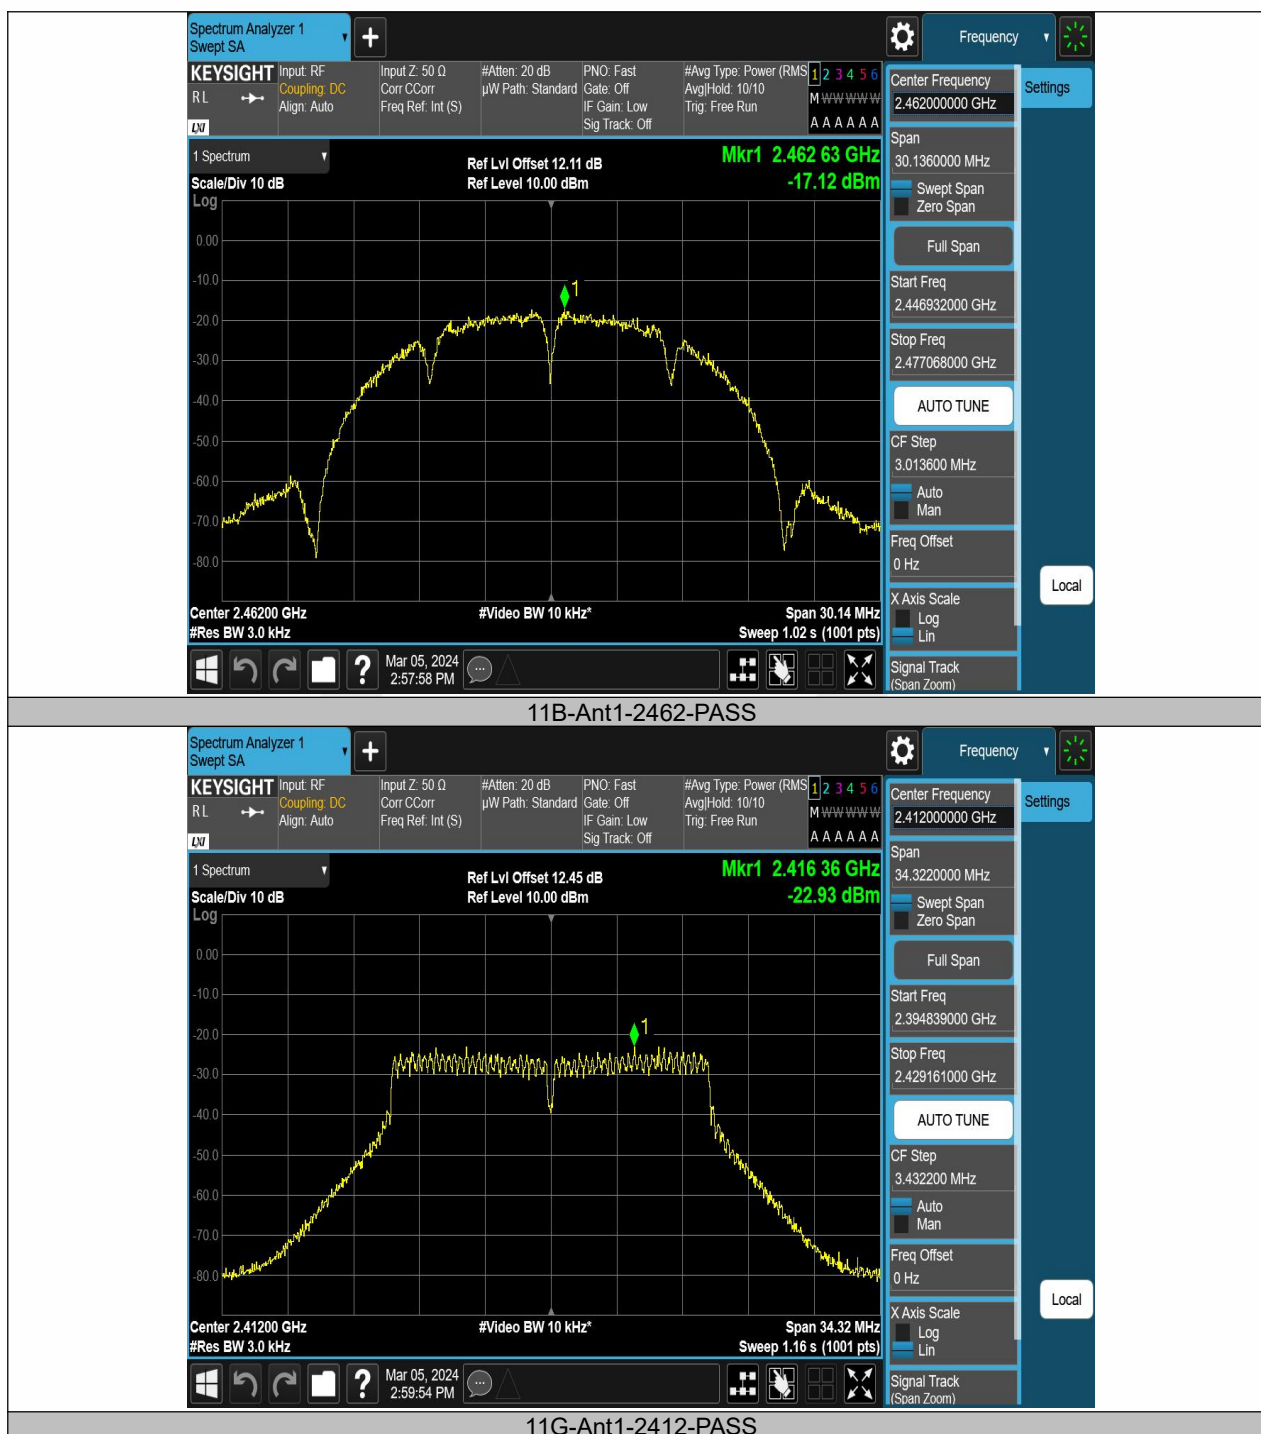 Spectrum Analyzer 1
Swept SA
+
Frequency
KEYSIGHT
R L
LXI
Input: RF
Coupling: DC
Align: Auto
Input Z: 50 Ω
Corr CCorr
Freq Ref: Int (S)
#Atten: 20 dB
µW Path: Standard
PNO: Fast
Gate: Off
IF Gain: Low
Sig Track: Off
#Avg Type: Power (RMS
Avg|Hold: 10/10
Trig: Free Run
1 2 3 4 5 6
M W W W W W
A A A A A A
1 Spectrum
Scale/Div 10 dB
Ref Lvl Offset 12.11 dB
Ref Level 10.00 dBm
Mkr1 2.462 63 GHz
-17.12 dBm
Log
0.00
-10.0
-20.0
-30.0
-40.0
-50.0
-60.0
-70.0
-80.0
1
Center 2.46200 GHz
#Res BW 3.0 kHz
#Video BW 10 kHz*
Span 30.14 MHz
Sweep 1.02 s (1001 pts)
Mar 05, 2024
2:57:58 PM
?
Center Frequency
2.462000000 GHz
Span
30.1360000 MHz
Swept Span
Zero Span
Full Span
Start Freq
2.446932000 GHz
Stop Freq
2.477068000 GHz
AUTO TUNE
CF Step
3.013600 MHz
Auto
Man
Freq Offset
0 Hz
X Axis Scale
Log
Lin
Signal Track
(Span Zoom)
Settings
Local
11B-Ant1-2462-PASS
Spectrum Analyzer 1
Swept SA
+
Frequency
KEYSIGHT
R L
LXI
Input: RF
Coupling: DC
Align: Auto
Input Z: 50 Ω
Corr CCorr
Freq Ref: Int (S)
#Atten: 20 dB
µW Path: Standard
PNO: Fast
Gate: Off
IF Gain: Low
Sig Track: Off
#Avg Type: Power (RMS
Avg|Hold: 10/10
Trig: Free Run
1 2 3 4 5 6
M W W W W W
A A A A A A
1 Spectrum
Scale/Div 10 dB
Ref Lvl Offset 12.45 dB
Ref Level 10.00 dBm
Mkr1 2.416 36 GHz
-22.93 dBm
Log
0.00
-10.0
-20.0
-30.0
-40.0
-50.0
-60.0
-70.0
-80.0
1
Center 2.41200 GHz
#Res BW 3.0 kHz
#Video BW 10 kHz*
Span 34.32 MHz
Sweep 1.16 s (1001 pts)
Mar 05, 2024
2:59:54 PM
?
Center Frequency
2.412000000 GHz
Span
34.3220000 MHz
Swept Span
Zero Span
Full Span
Start Freq
2.394839000 GHz
Stop Freq
2.429161000 GHz
AUTO TUNE
CF Step
3.432200 MHz
Auto
Man
Freq Offset
0 Hz
X Axis Scale
Log
Lin
Signal Track
(Span Zoom)
Settings
Local
11G-Ant1-2412-PASS